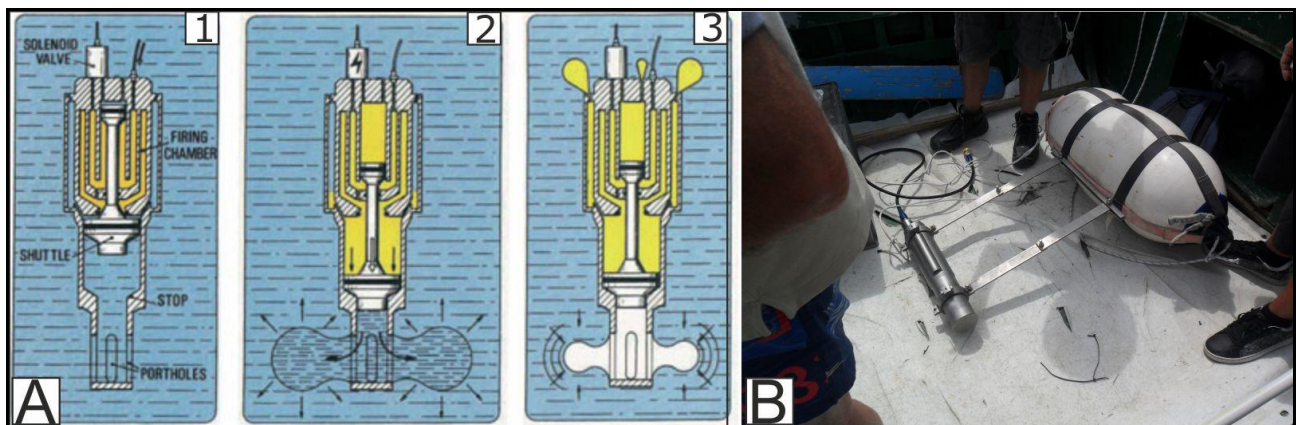 1
SOLENOID
VALVE
FIRING
CHAMBER
SHUTTLE
STOP
PORTHOLES
A
2
3
B